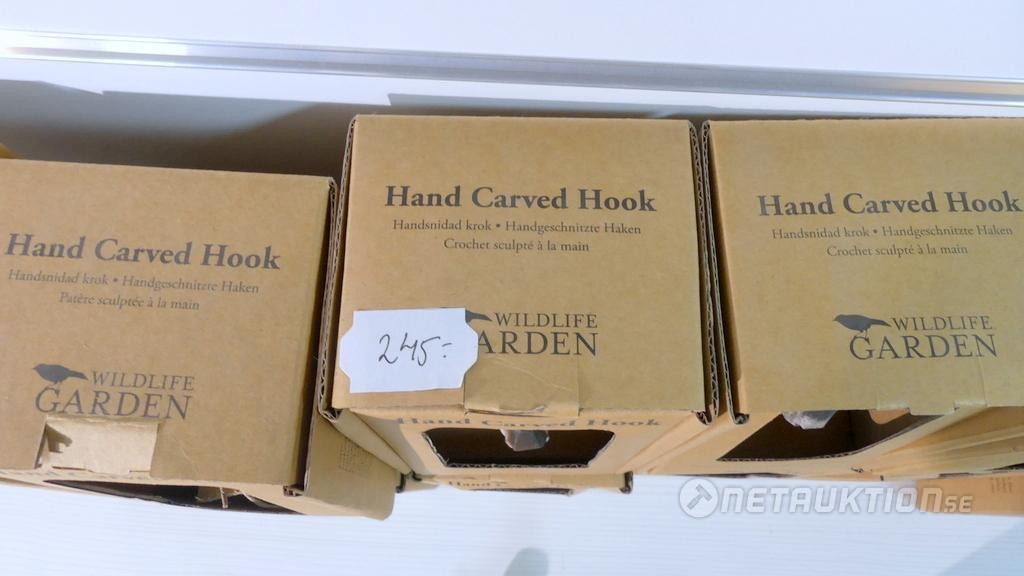 Hand Carved Hook
Handsnidad krok • Handgeschnitzte Haken
Patère sculptée à la main
WILDLIFE
GARDEN
Hand Carved Hook
Handsnidad krok • Handgeschnitzte Haken
Crochet sculpté à la main
245:-
WILDLIFE
GARDEN
Hand Carved Hook
Hand Carved Hook
Handsnidad krok • Handgeschnitzte Haken
Crochet sculpté à la main
WILDLIFE
GARDEN
NETAUKTION.SE